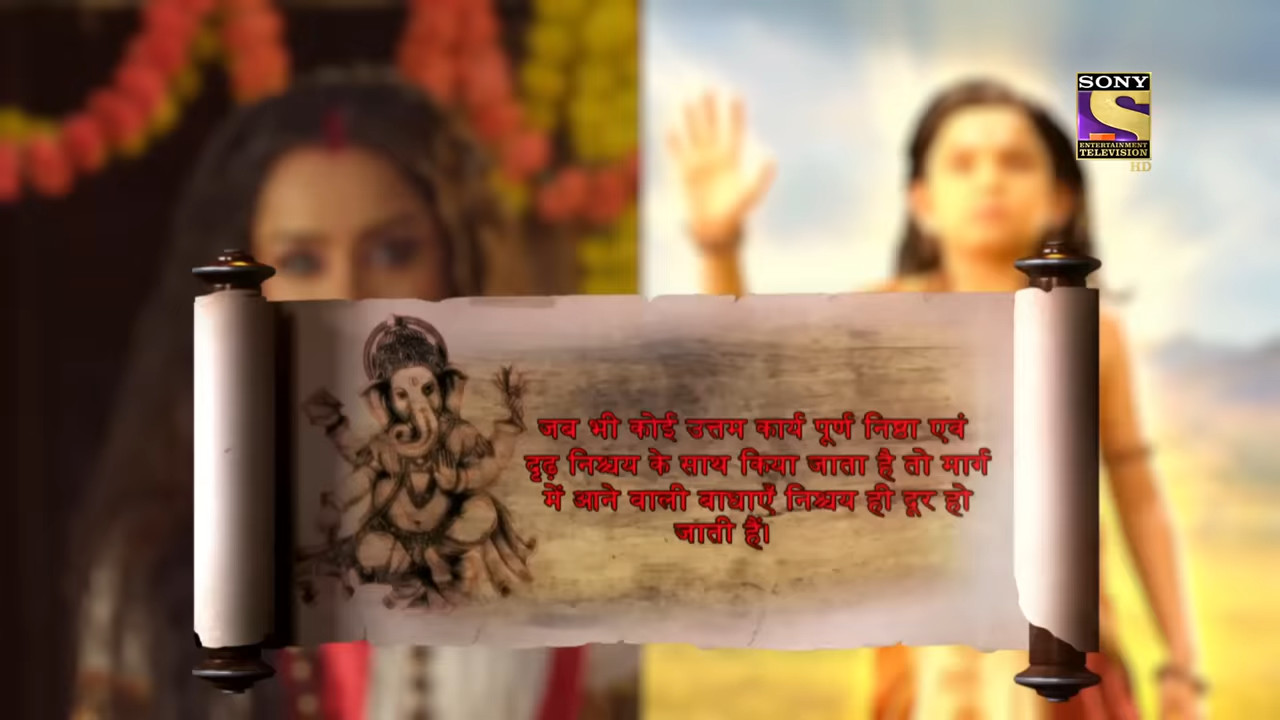 SONY
ENTERTAINMENT
TELEVISION
HD
जब भी कोई उत्तम कार्य पूर्ण निष्ठा एवं
दृढ़ निश्चय के साथ किया जाता है तो मार्ग
में आने वाली बाधाएँ निश्चय ही दूर हो
जाती हैं।